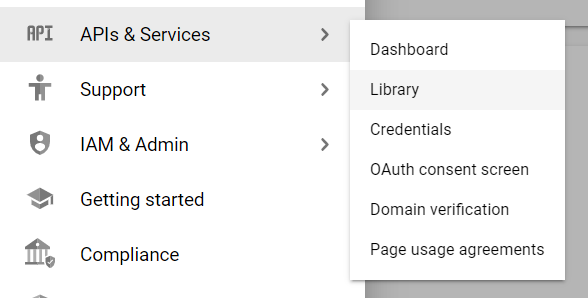 API APIs & Services
Support
IAM & Admin
Getting started
Compliance
Dashboard
Library
Credentials
OAuth consent screen
Domain verification
Page usage agreements